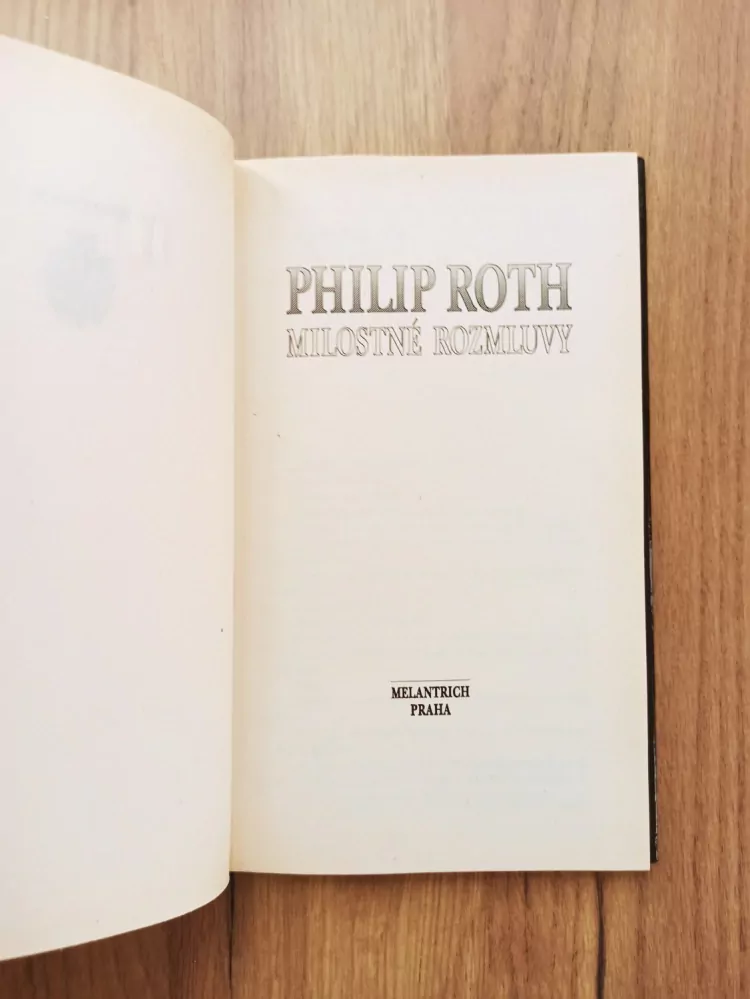 PHILIP ROTH
MILOSTNÉ ROZMLUVY
MELANTRICH
PRAHA